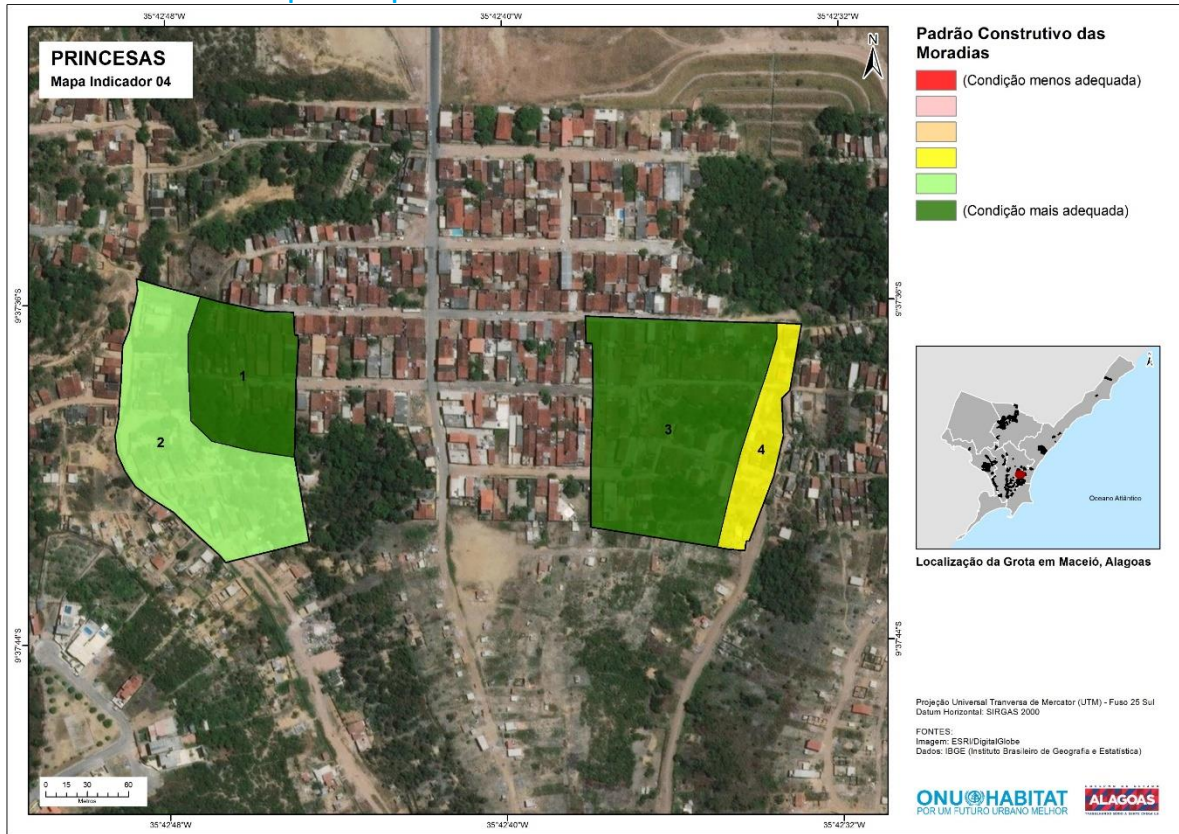 35°42'48"W
35°42'40"W
35°42'32"W
PRINCESAS
Mapa Indicador 04
N
Padrão Construtivo das
Moradias
(Condição menos adequada)
(Condição mais adequada)
9°37'36"S
9°37'36"S
1
2
3
4
Oceano Atlântico
Localização da Grota em Maceió, Alagoas
9°37'44"S
9°37'44"S
Projeção Universal Tranversa de Mercator (UTM) - Fuso 25 Sul
Datum Horizontal: SIRGAS 2000
FONTES:
Imagem: ESRI/DigitalGlobe
Dados: IBGE (Instituto Brasileiro de Geografia e Estatística)
0 15 30 60
Metros
ONU HABITAT
POR UM FUTURO URBANO MELHOR
ALAGOAS
35°42'48"W
35°42'40"W
35°42'32"W